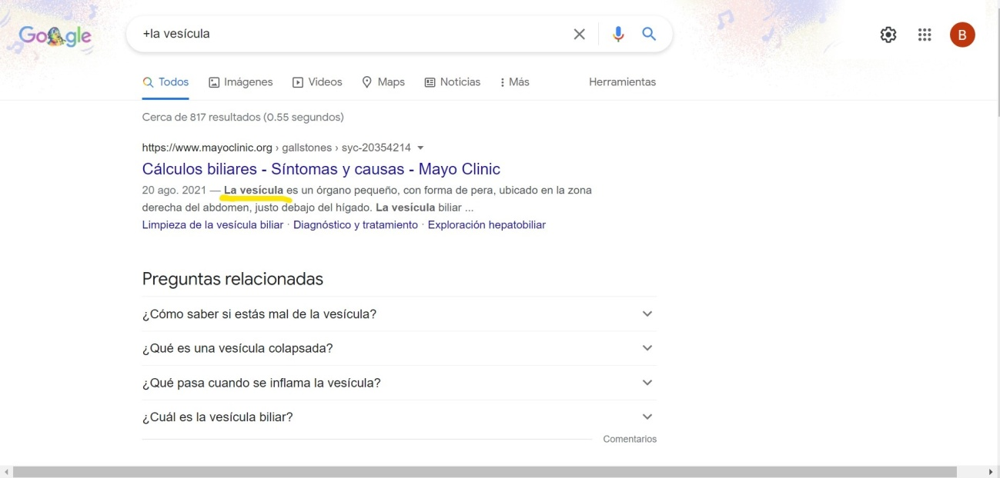 Google
+la vesícula
B
Todos Imágenes Videos Maps Noticias Más Herramientas
Cerca de 817 resultados (0.55 segundos)
https://www.mayoclinic.org › gallstones › syc-20354214
Cálculos biliares - Síntomas y causas - Mayo Clinic
20 ago. 2021 — La vesícula es un órgano pequeño, con forma de pera, ubicado en la zona
derecha del abdomen, justo debajo del hígado. La vesícula biliar ...
Limpieza de la vesícula biliar · Diagnóstico y tratamiento · Exploración hepatobiliar
Preguntas relacionadas
¿Cómo saber si estás mal de la vesícula?
¿Qué es una vesícula colapsada?
¿Qué pasa cuando se inflama la vesícula?
¿Cuál es la vesícula biliar?
Comentarios